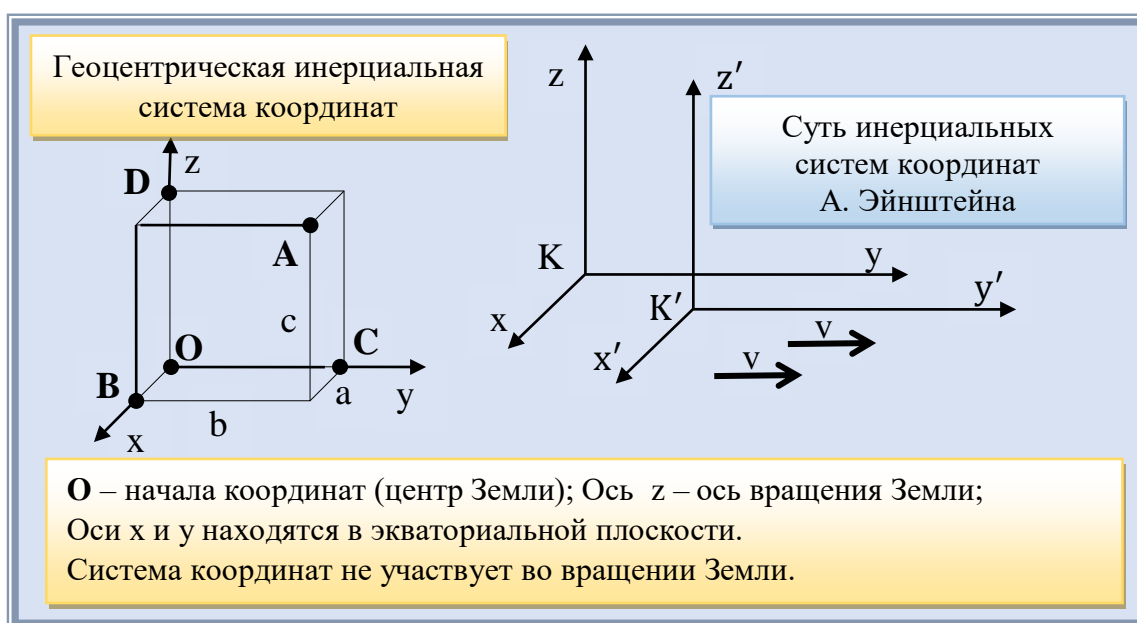 Геоцентрическая инерциальная
система координат
z
D
A
c
O
C
B
a
y
b
x
z
z′
Суть инерциальных
систем координат
А. Эйнштейна
K
y
x
K′
y′
x′
v
v
O – начала координат (центр Земли); Ось z – ось вращения Земли;
Оси x и y находятся в экваториальной плоскости.
Система координат не участвует во вращении Земли.